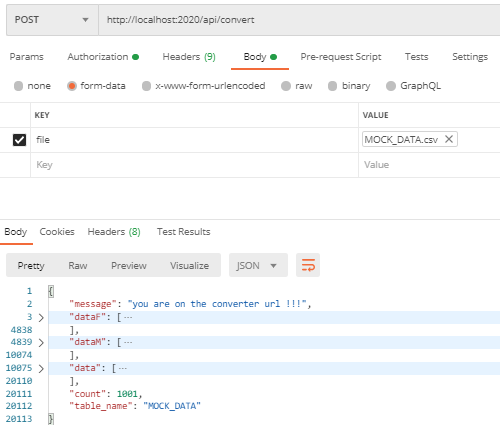 POST http://localhost:2020/api/convert
Params Authorization Headers (9) Body Pre-request Script Tests Settings
none form-data x-www-form-urlencoded raw binary GraphQL
KEY VALUE
file MOCK_DATA.csv
Key Value
Body Cookies Headers (8) Test Results
Pretty Raw Preview Visualize JSON
1 {
2 "message": "you are on the converter url !!!",
3 "dataF": [ ...
4838 ],
4839 "dataM": [ ...
10074 ],
10075 "data": [ ...
20110 ],
20111 "count": 1001,
20112 "table_name": "MOCK_DATA"
20113 }